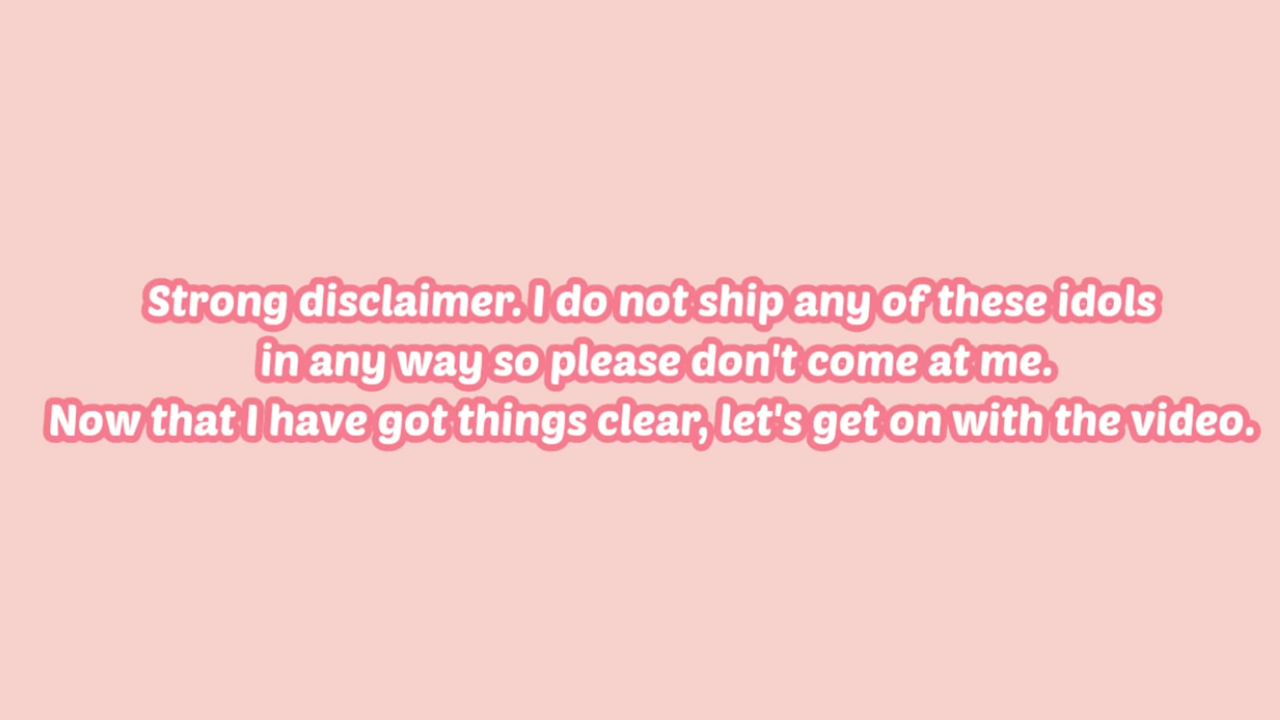 Strong disclaimer. I do not ship any of these idols
in any way so please don't come at me.
Now that I have got things clear, let's get on with the video.